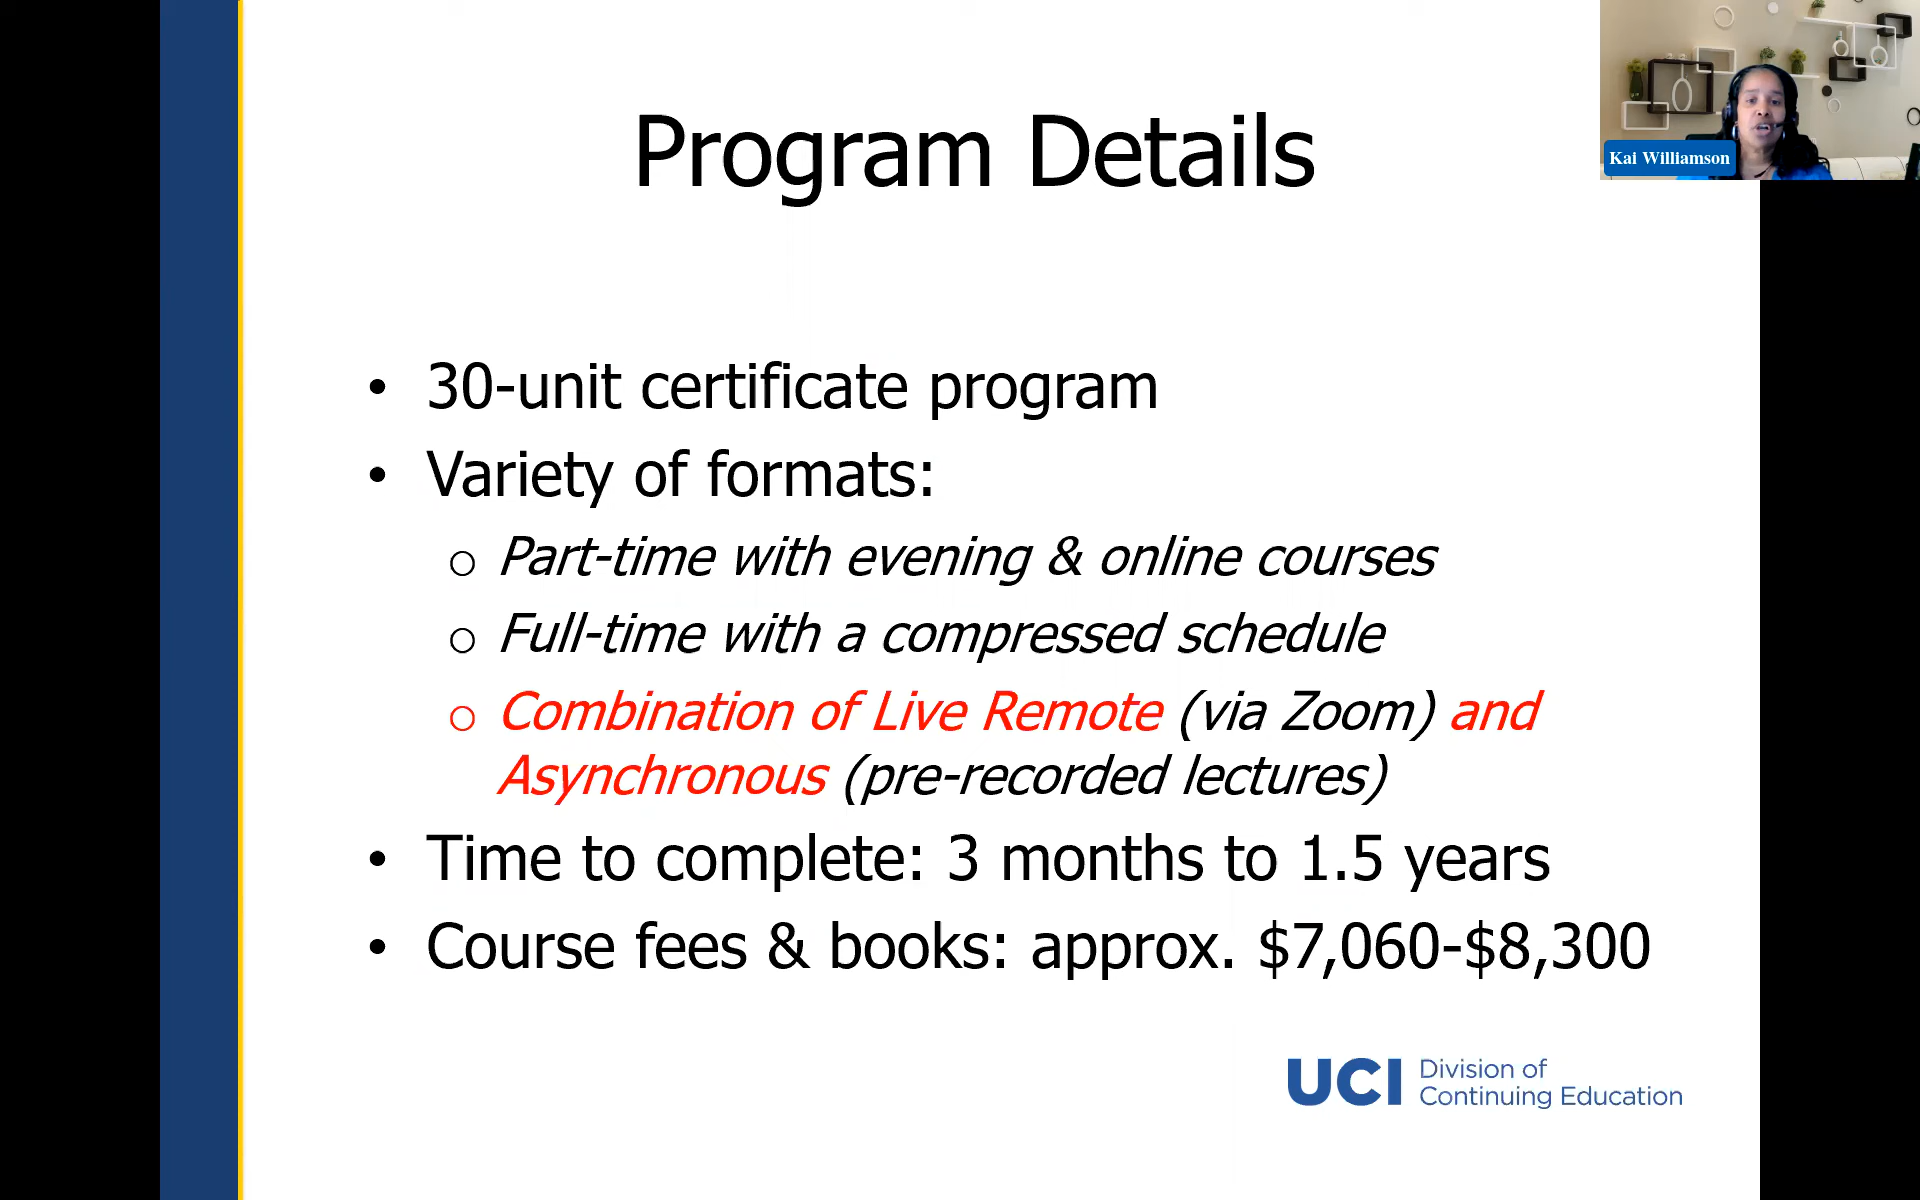 Program Details
Kai Williamson
• 30-unit certificate program
• Variety of formats:
o Part-time with evening & online courses
o Full-time with a compressed schedule
o Combination of Live Remote (via Zoom) and
Asynchronous (pre-recorded lectures)
• Time to complete: 3 months to 1.5 years
• Course fees & books: approx. $7,060-$8,300
UCI Division of
Continuing Education